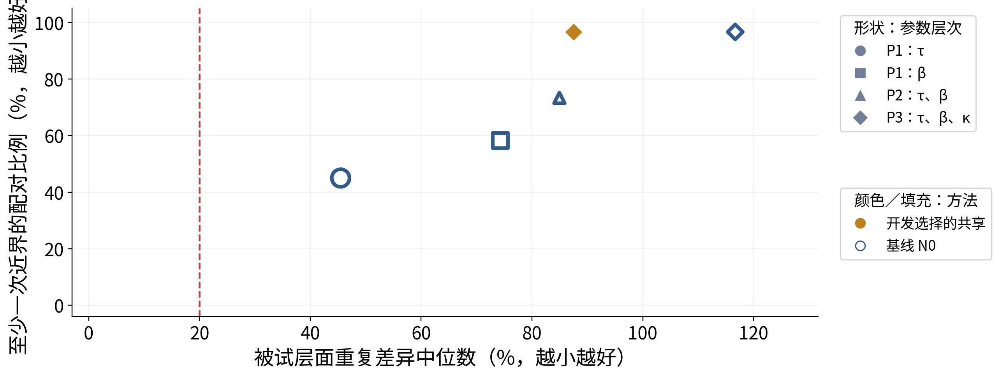 至少一次近界的配对比例（%，越小越好
100
80
60
40
20
0
0 20 40 60 80 100 120
被试层面重复差异中位数（%，越小越好）
形状：参数层次
P1：τ
P1：β
P2：τ、β
P3：τ、β、κ
颜色／填充：方法
开发选择的共享
基线 N0